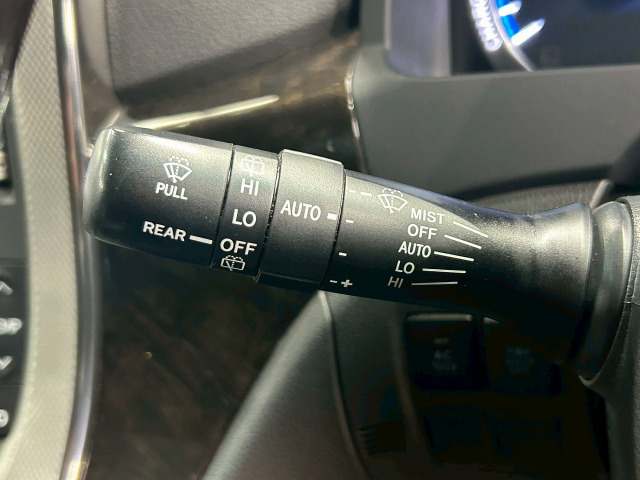 PULL
REAR
HI
LO
OFF
AUTO
- +
MIST
OFF
AUTO
LO
HI